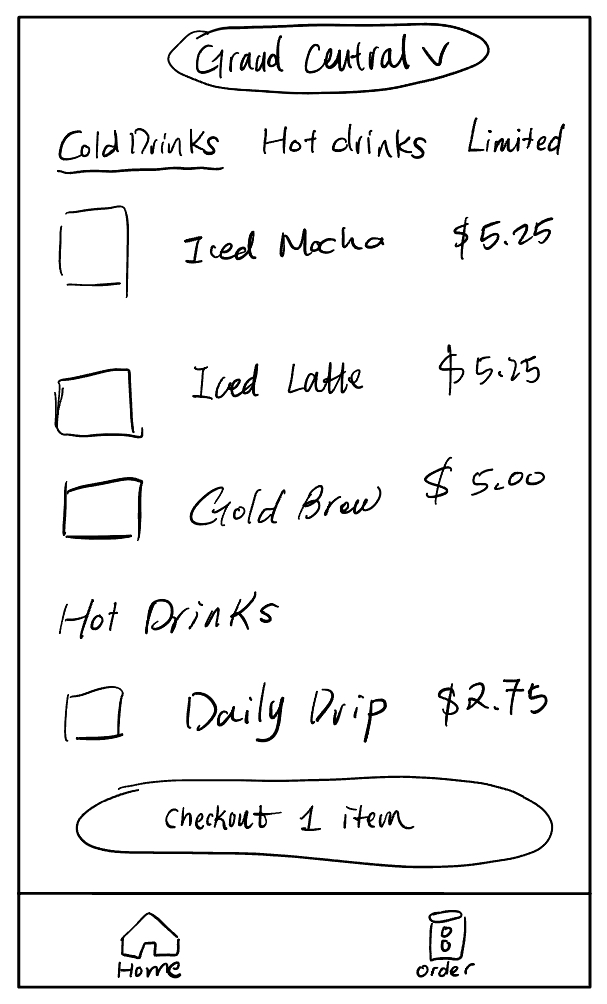 Grand Central V
Cold Drinks Hot drinks Limited
Iced Mocha $5.25
Iced Latte $5.25
Gold Brew $5.00
Hot Drinks
Daily Drip $2.75
Checkout 1 item
Home order